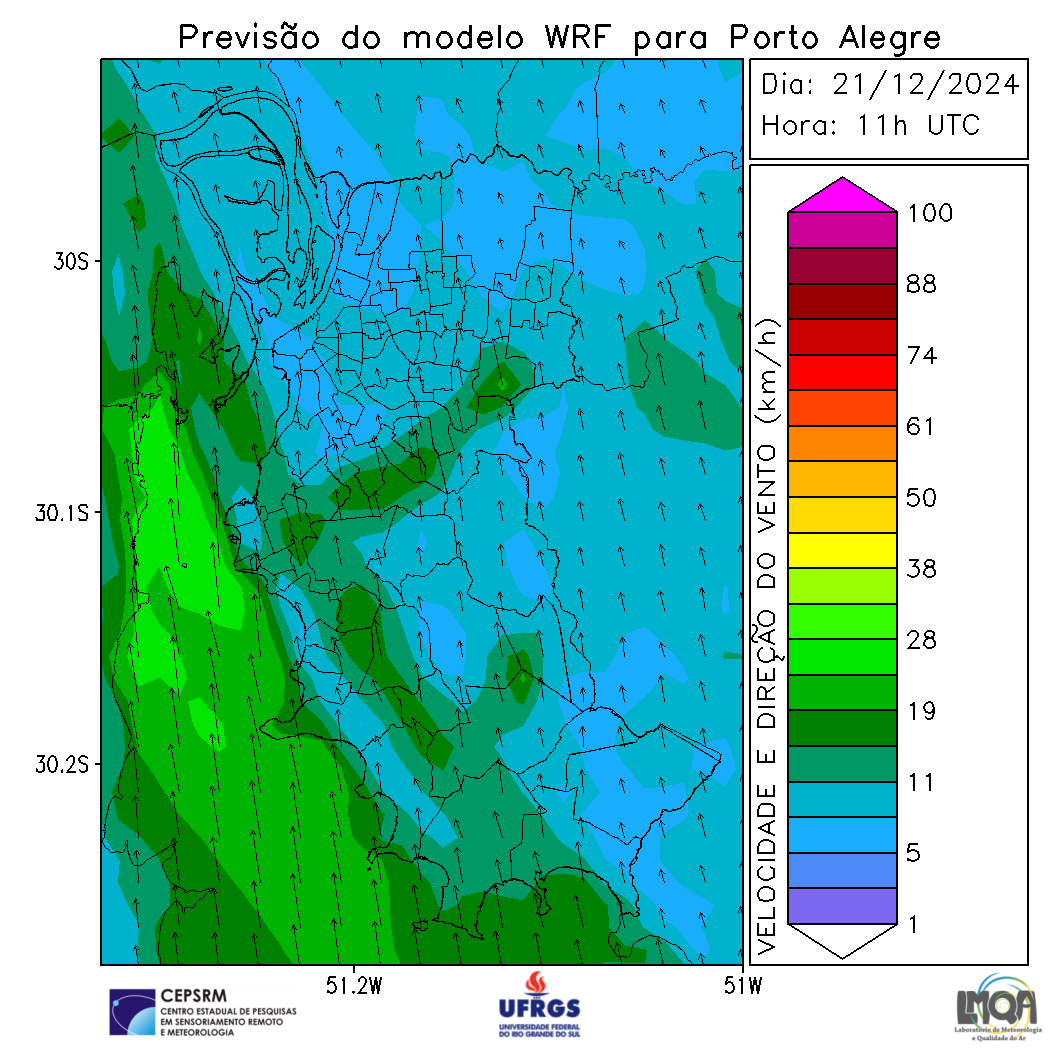 Previsão do modelo WRF para Porto Alegre
Dia: 21/12/2024
Hora: 11h UTC
30S
30.1S
30.2S
51.2W
51W
VELOCIDADE E DIREÇÃO DO VENTO (km/h)
100
88
74
61
50
38
28
19
11
5
1
CEPSRM
CENTRO ESTADUAL DE PESQUISAS
EM SENSORIAMENTO REMOTO
E METEOROLOGIA
UFRGS
UNIVERSIDADE FEDERAL
DO RIO GRANDE DO SUL
LMQA
Laboratório de Meteorologia
e Qualidade do Ar